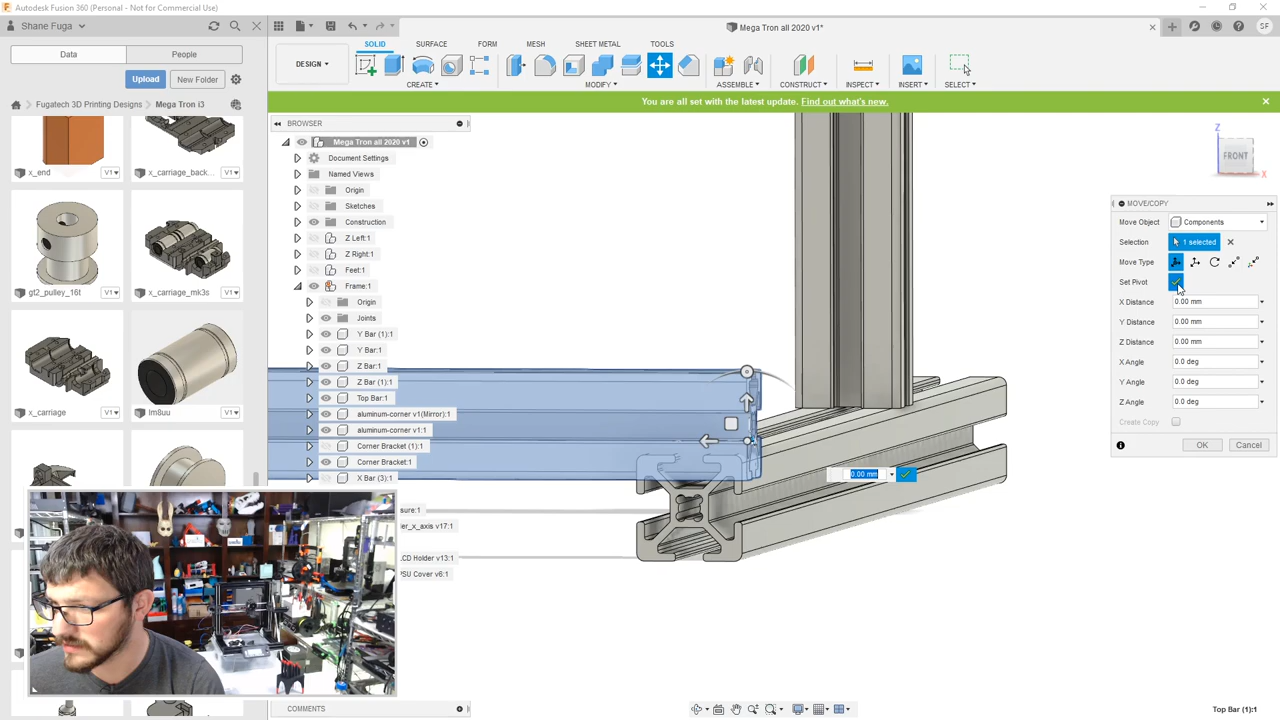 Autodesk Fusion 360 (Personal - Not for Commercial Use)
Shane Fuga
Mega Tron all 2020 v1*
SF
Data
People
Upload
New Folder
Fugatech 3D Printing Designs > Mega Tron i3
x_end
V1
x_carriage_back...
V1
gt2_pulley_16t
V1
x_carriage_mk3s
V1
x_carriage
V1
lm8uu
V1
DESIGN
SOLID
SURFACE
FORM
MESH
SHEET METAL
TOOLS
CREATE
MODIFY
ASSEMBLE
CONSTRUCT
INSPECT
INSERT
SELECT
You are all set with the latest update. Find out what's new.
BROWSER
Mega Tron all 2020 v1
Document Settings
Named Views
Origin
Sketches
Construction
Z Left:1
Z Right:1
Feet:1
Frame:1
Origin
Joints
Y Bar (1):1
Y Bar:1
Z Bar:1
Z Bar (1):1
Top Bar:1
aluminum-corner v1(Mirror):1
aluminum-corner v1:1
Corner Bracket (1):1
Corner Bracket:1
X Bar (3):1
sure:1
er_x_axis v17:1
LCD Holder v13:1
PSU Cover v6:1
Z
FRONT
X
MOVE/COPY
Move Object
Components
Selection
1 selected
Move Type
Set Pivot
X Distance
0.00 mm
Y Distance
0.00 mm
Z Distance
0.00 mm
X Angle
0.0 deg
Y Angle
0.0 deg
Z Angle
0.0 deg
Create Copy
OK
Cancel
0.00 mm
COMMENTS
Top Bar (1):1